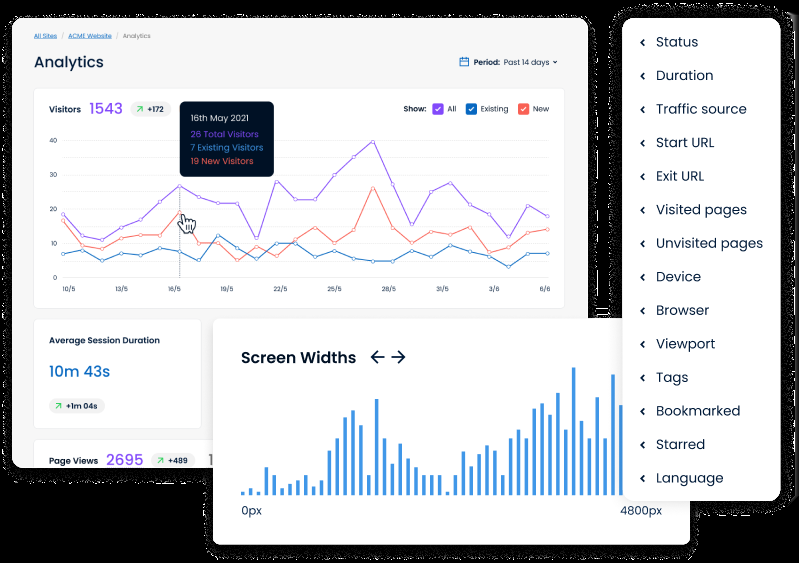 All Sites / ACME Website / Analytics
Analytics
Period: Past 14 days
Visitors 1543 +172
Show: All Existing New
16th May 2021
26 Total Visitors
7 Existing Visitors
19 New Visitors
40
30
20
10
0
10/5 13/5 16/5 19/5 22/5 25/5 28/5 31/5 3/6 6/6
Average Session Duration
10m 43s
+1m 04s
Page Views 2695 +489
Screen Widths
0px 4800px
Status
Duration
Traffic source
Start URL
Exit URL
Visited pages
Unvisited pages
Device
Browser
Viewport
Tags
Bookmarked
Starred
Language